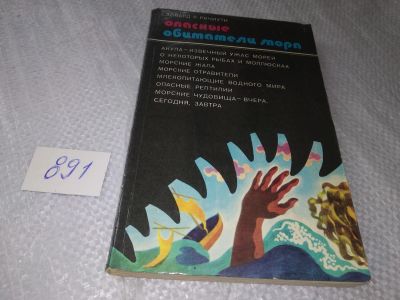 Эдвард Р. Риччути
опасные
обитатели моря
АКУЛА – ИЗВЕЧНЫЙ УЖАС МОРЕЙ
О НЕКОТОРЫХ РЫБАХ И МОЛЛЮСКАХ
МОРСКИЕ ЖАЛА
МОРСКИЕ ОТРАВИТЕЛИ
МЛЕКОПИТАЮЩИЕ ВОДНОГО МИРА
ОПАСНЫЕ РЕПТИЛИИ
МОРСКИЕ ЧУДОВИЩА – ВЧЕРА,
СЕГОДНЯ, ЗАВТРА
891